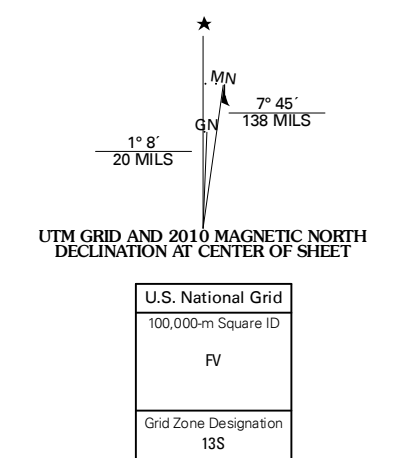 ★
MN
7° 45´
138 MILS
GN
1° 8´
20 MILS
UTM GRID AND 2010 MAGNETIC NORTH
DECLINATION AT CENTER OF SHEET
U.S. National Grid
100,000-m Square ID
FV
Grid Zone Designation
13S